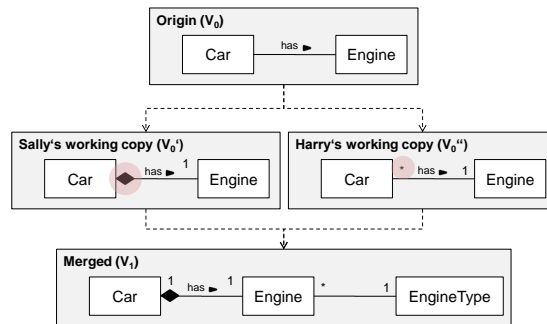 Origin (V0)
Car has Engine
Sally‘s working copy (V0‘)
Car has 1 Engine
Harry‘s working copy (V0“)
Car * has 1 Engine
Merged (V1)
Car 1 has 1 Engine * 1 EngineType